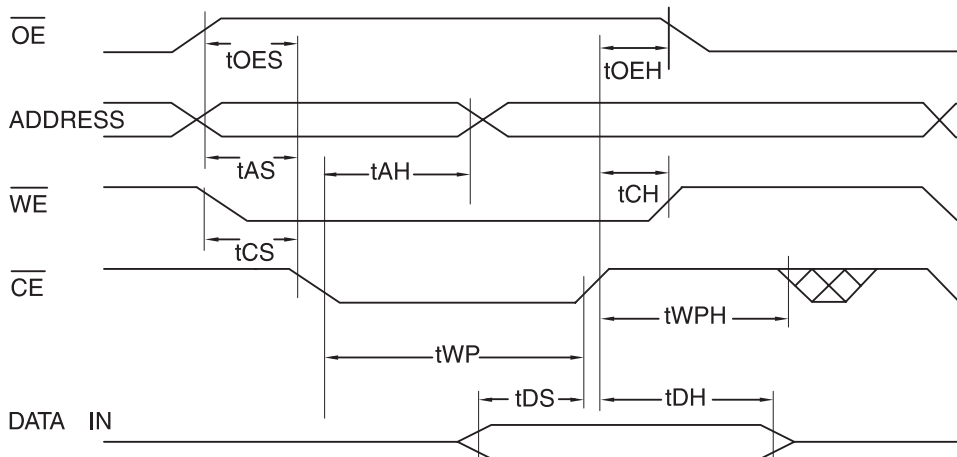 OE
tOES
tOEH
ADDRESS
tAS
tAH
tCH
WE
tCS
CE
tWPH
tWP
tDS
tDH
DATA IN